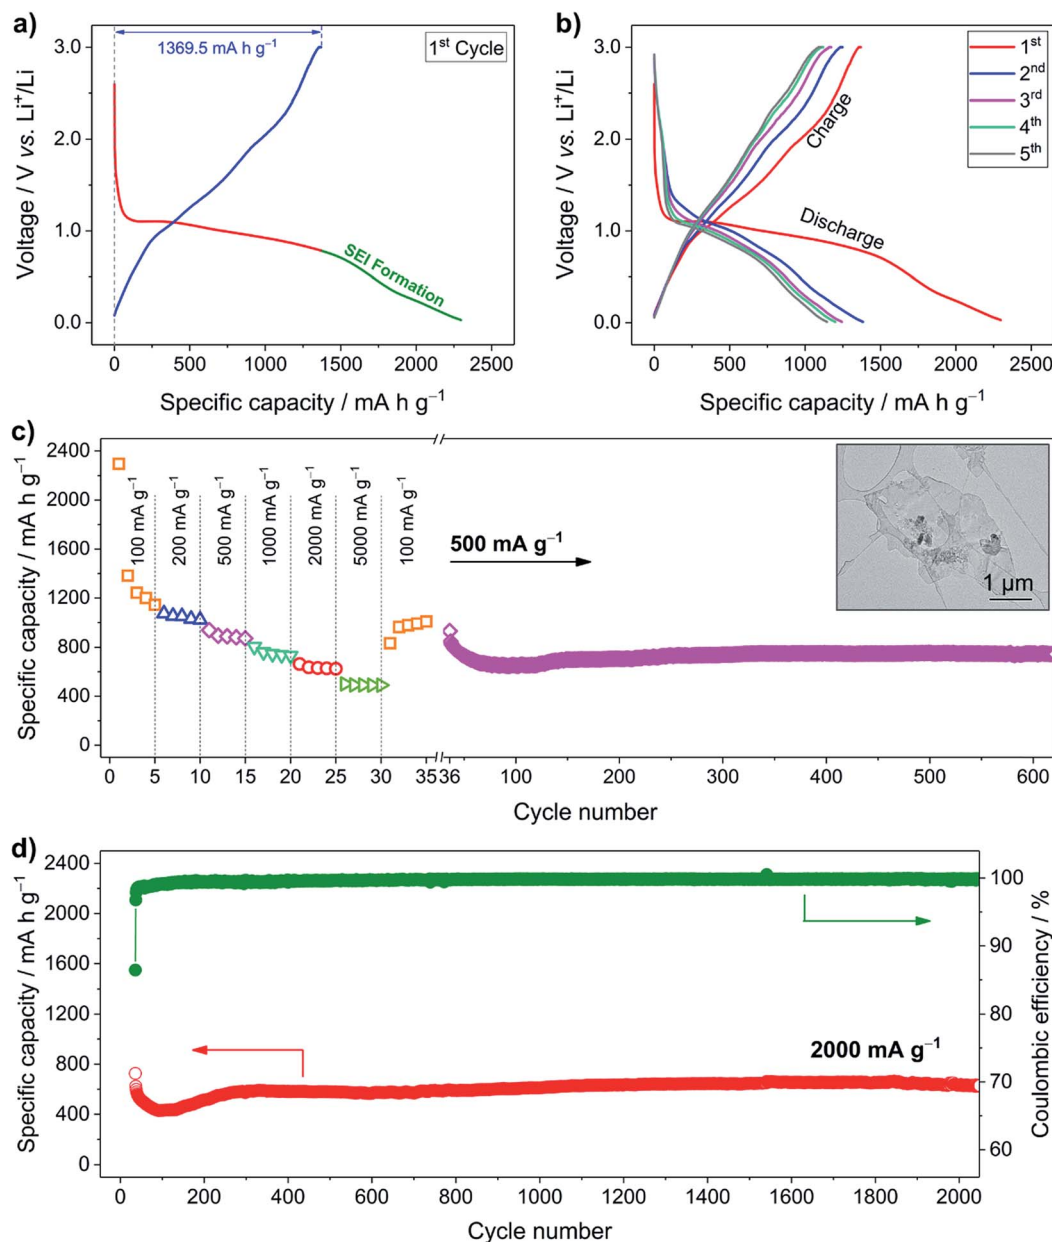 a)
1369.5 mA h g⁻¹
1ˢᵗ Cycle
3.0
2.0
1.0
0.0
Voltage / V vs. Li⁺/Li
SEI Formation
0 500 1000 1500 2000 2500
Specific capacity / mA h g⁻¹
b)
1ˢᵗ
2ⁿᵈ
3ʳᵈ
4ᵗʰ
5ᵗʰ
3.0
2.0
1.0
0.0
Voltage / V vs. Li⁺/Li
Charge
Discharge
0 500 1000 1500 2000 2500
Specific capacity / mA h g⁻¹
c)
2400
2000
1600
1200
800
400
0
Specific capacity / mA h g⁻¹
100 mA g⁻¹
200 mA g⁻¹
500 mA g⁻¹
1000 mA g⁻¹
2000 mA g⁻¹
5000 mA g⁻¹
100 mA g⁻¹
500 mA g⁻¹
1 µm
0 5 10 15 20 25 30 35 36 100 200 300 400 500 600
Cycle number
d)
2400
2000
1600
1200
800
400
0
Specific capacity / mA h g⁻¹
2000 mA g⁻¹
100
90
80
70
60
Coulombic efficiency / %
0 200 400 600 800 1000 1200 1400 1600 1800 2000
Cycle number